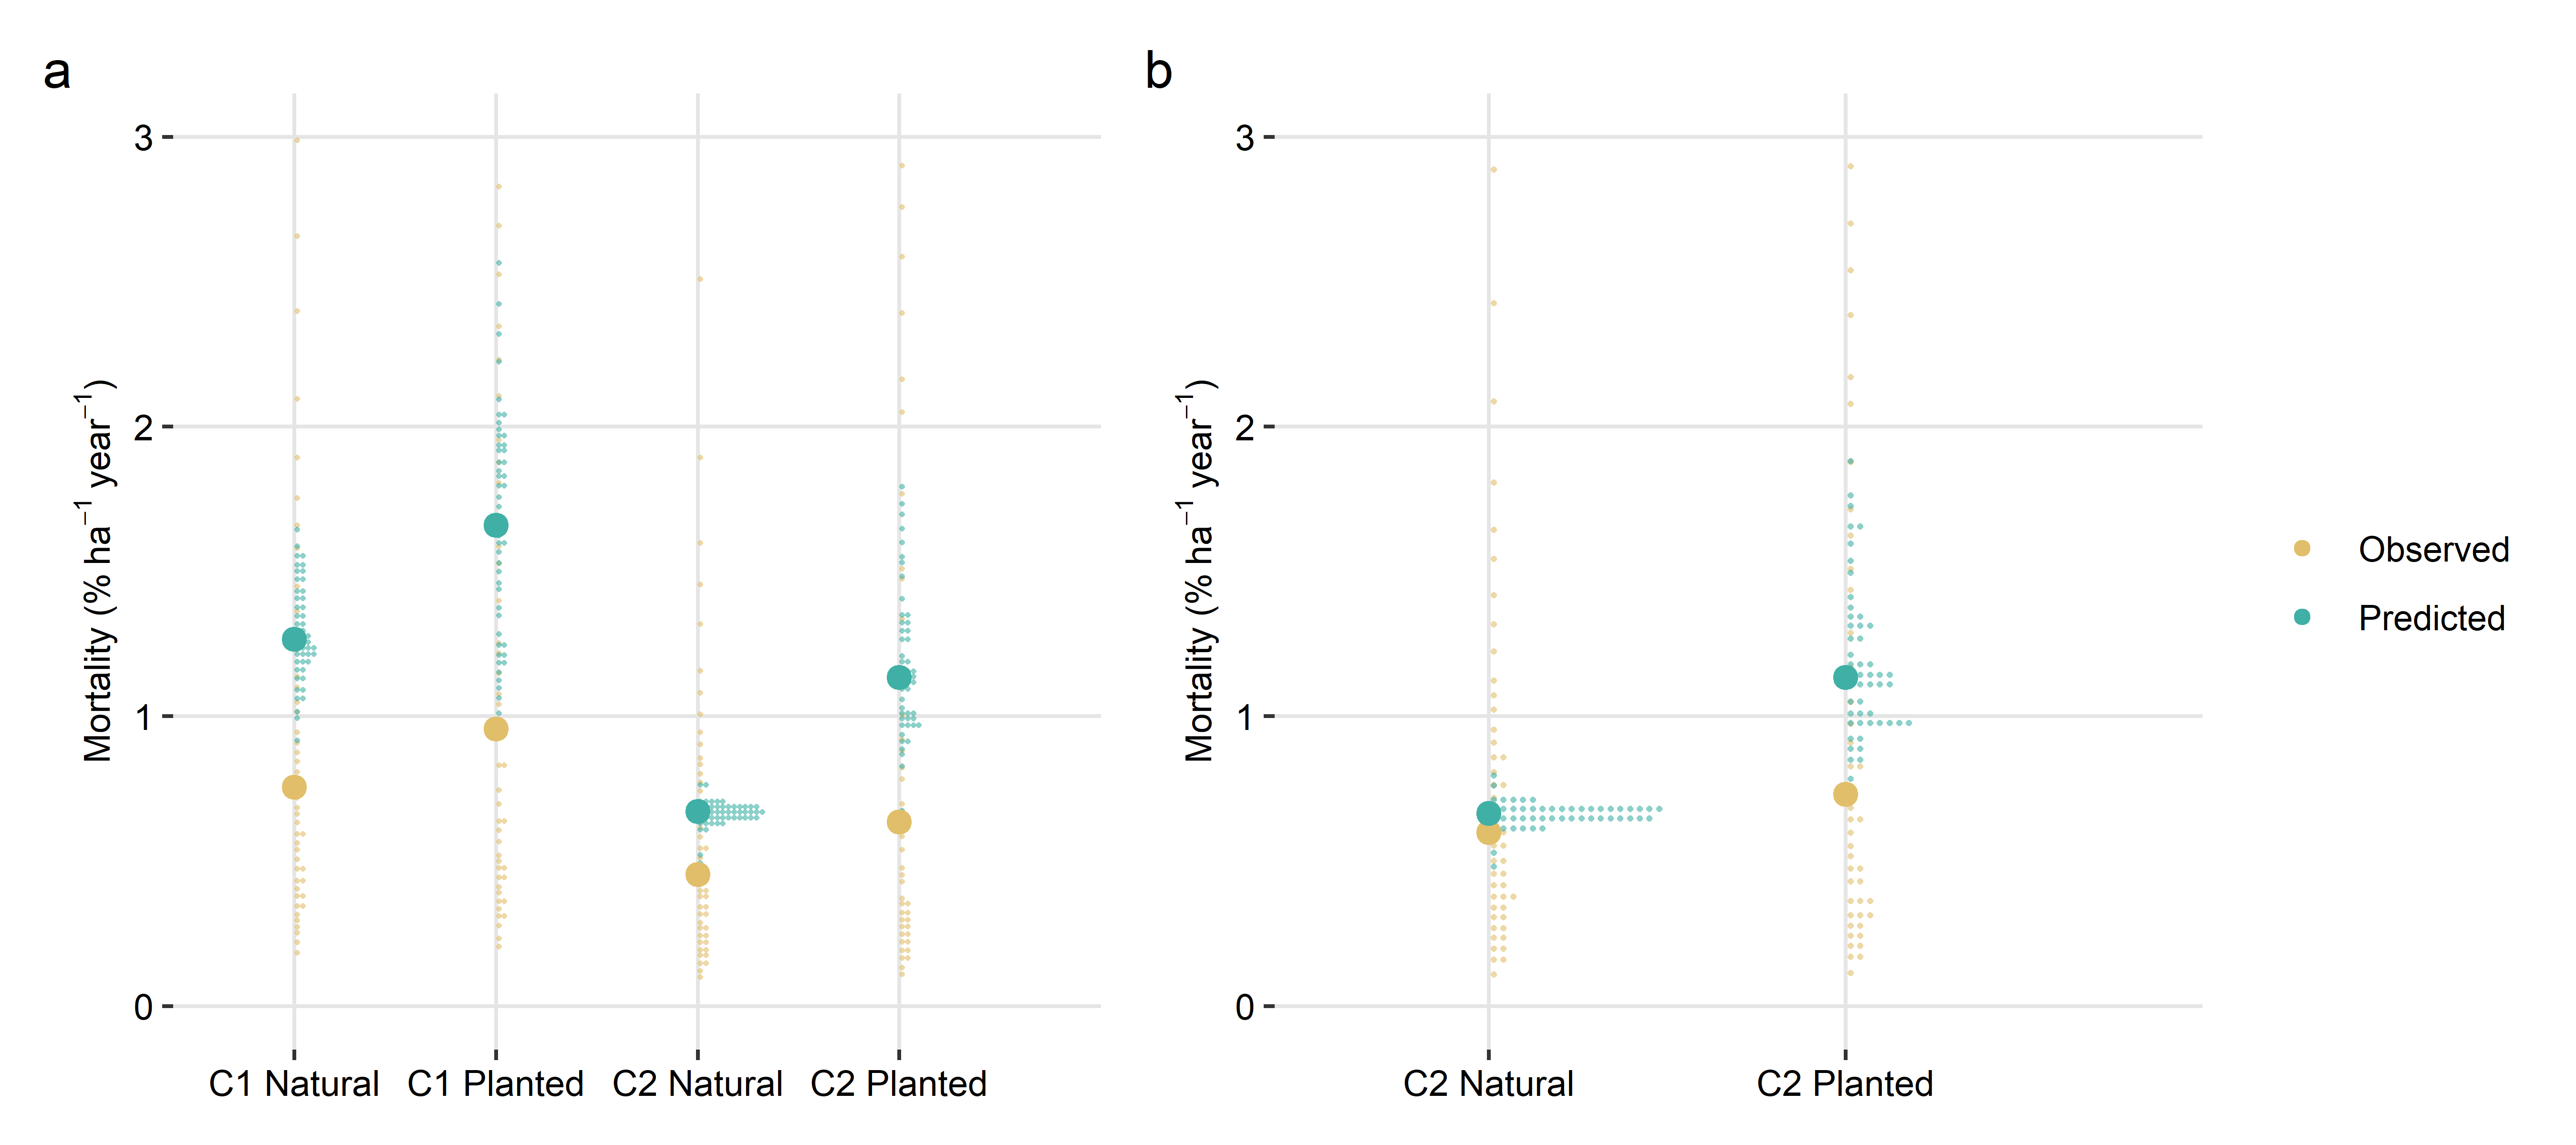 a
b
3
2
1
0
Mortality (% ha⁻¹ year⁻¹)
C1 Natural
C1 Planted
C2 Natural
C2 Planted
3
2
1
0
Mortality (% ha⁻¹ year⁻¹)
C2 Natural
C2 Planted
Observed
Predicted